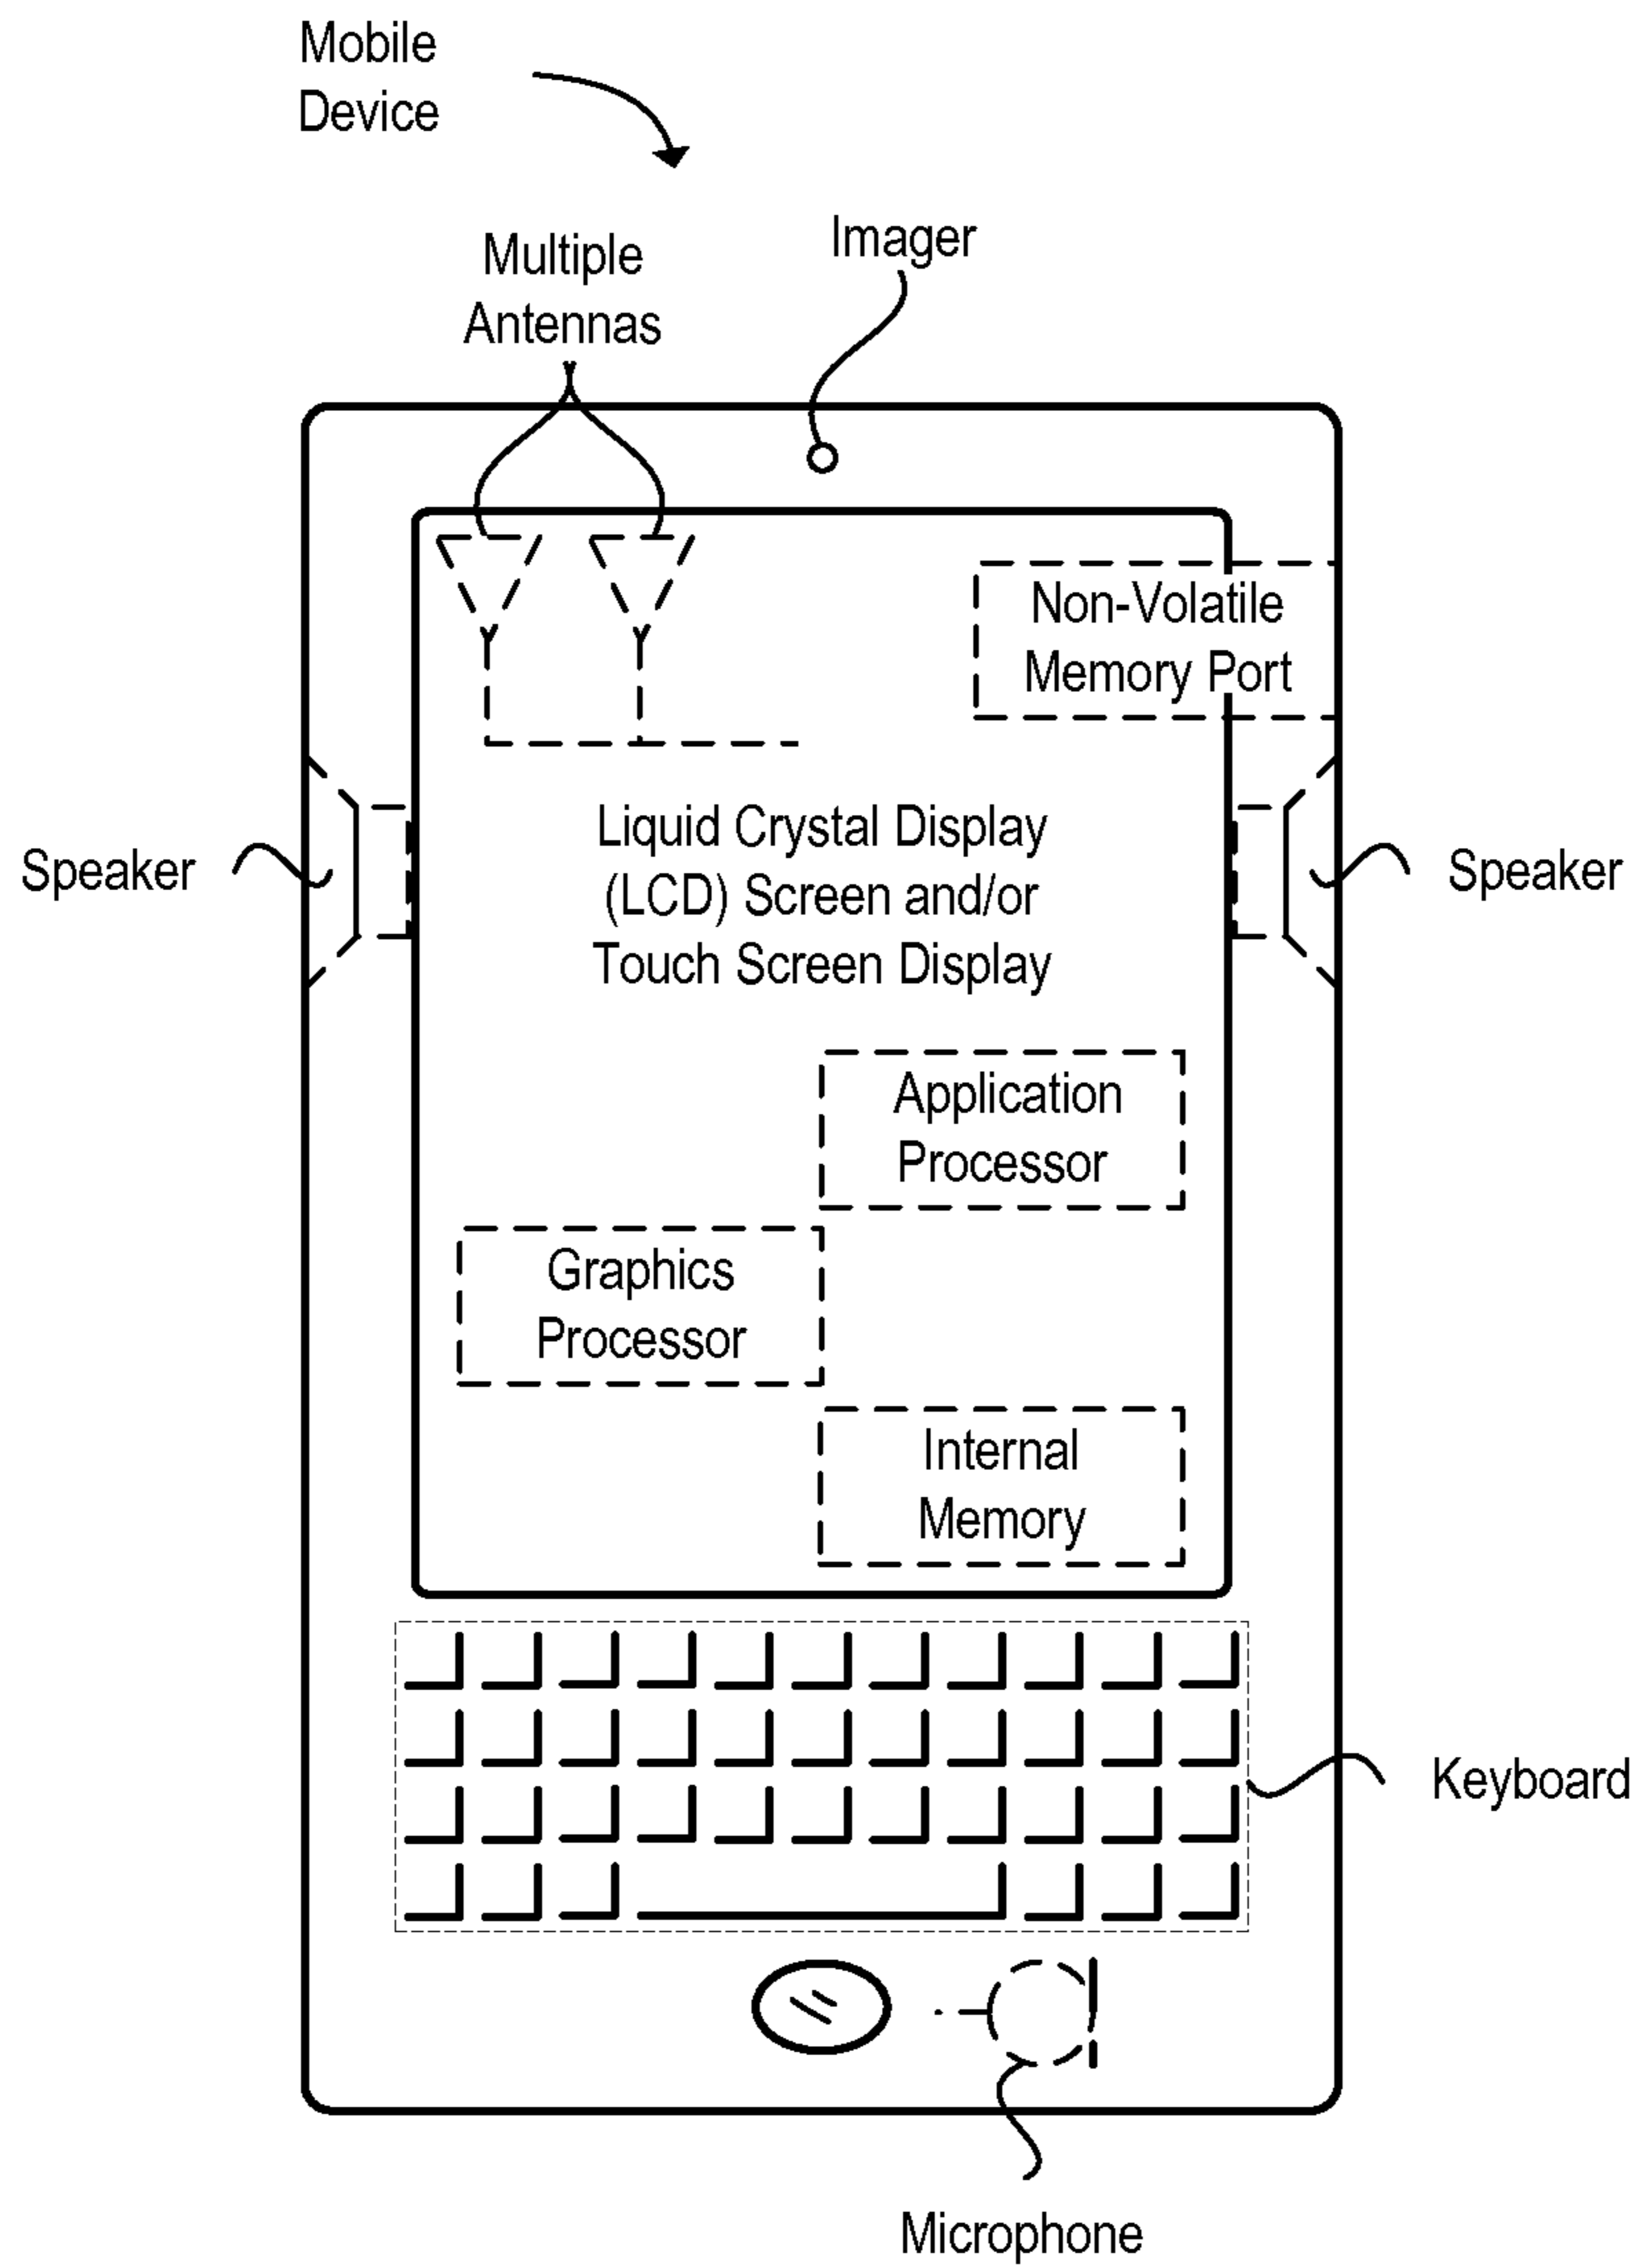 Mobile
Device
Imager
Multiple
Antennas
Non-Volatile
Memory Port
Liquid Crystal Display
(LCD) Screen and/or
Touch Screen Display
Speaker
Speaker
Application
Processor
Graphics
Processor
Internal
Memory
Keyboard
Microphone